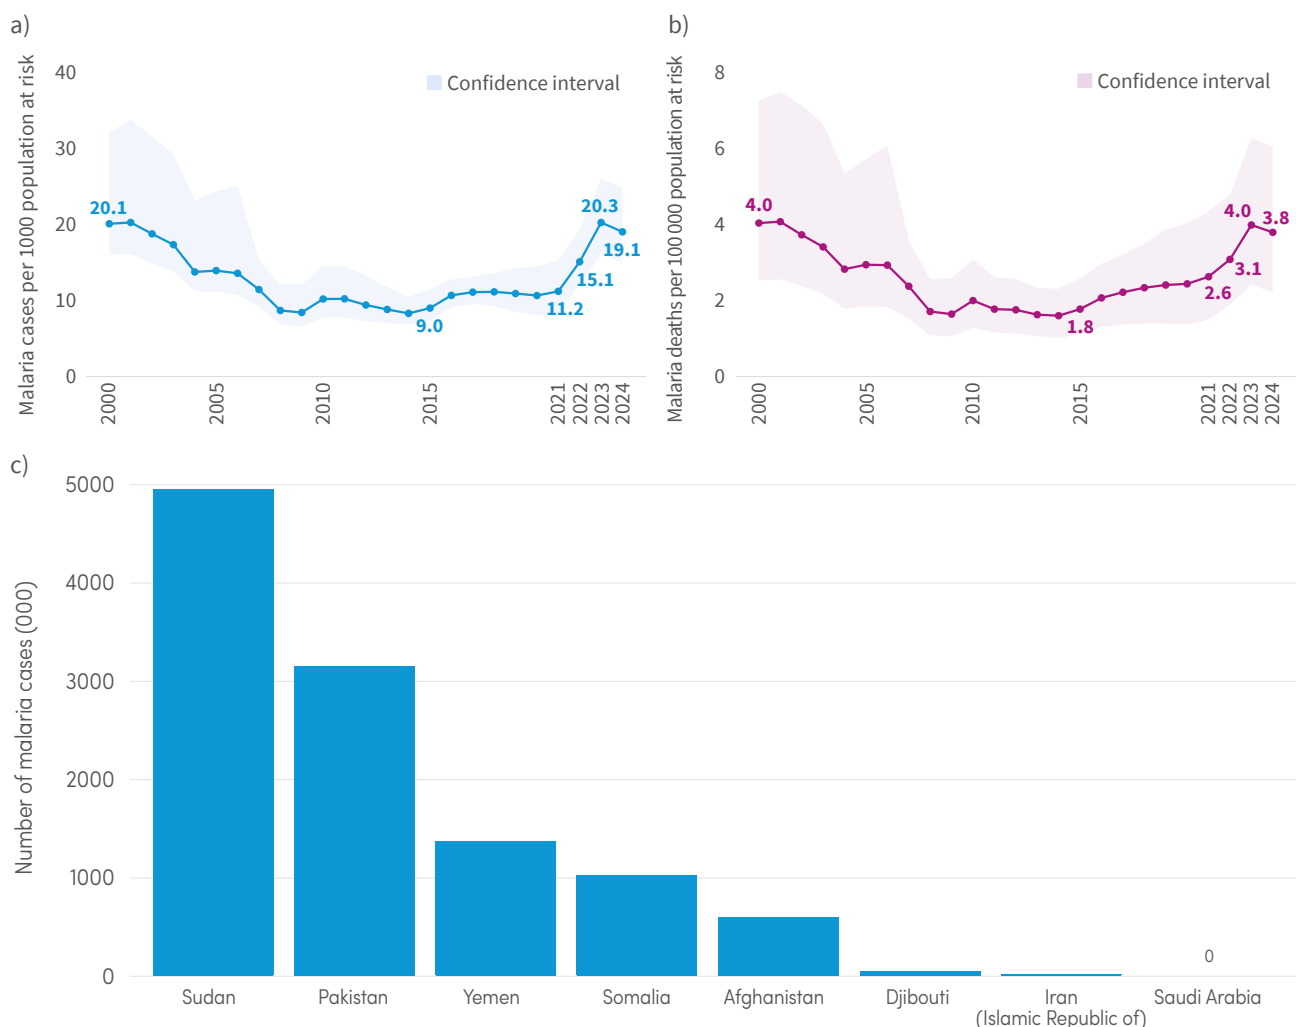 a)
Malaria cases per 1000 population at risk
40
30
20
10
0
Confidence interval
20.1
9.0
11.2
15.1
20.3
19.1
2000
2005
2010
2015
2021
2022
2023
2024
b)
Malaria deaths per 100 000 population at risk
8
6
4
2
0
Confidence interval
4.0
1.8
2.6
3.1
4.0
3.8
2000
2005
2010
2015
2021
2022
2023
2024
c)
Number of malaria cases (000)
5000
4000
3000
2000
1000
0
0
Sudan
Pakistan
Yemen
Somalia
Afghanistan
Djibouti
Iran
(Islamic Republic of)
Saudi Arabia